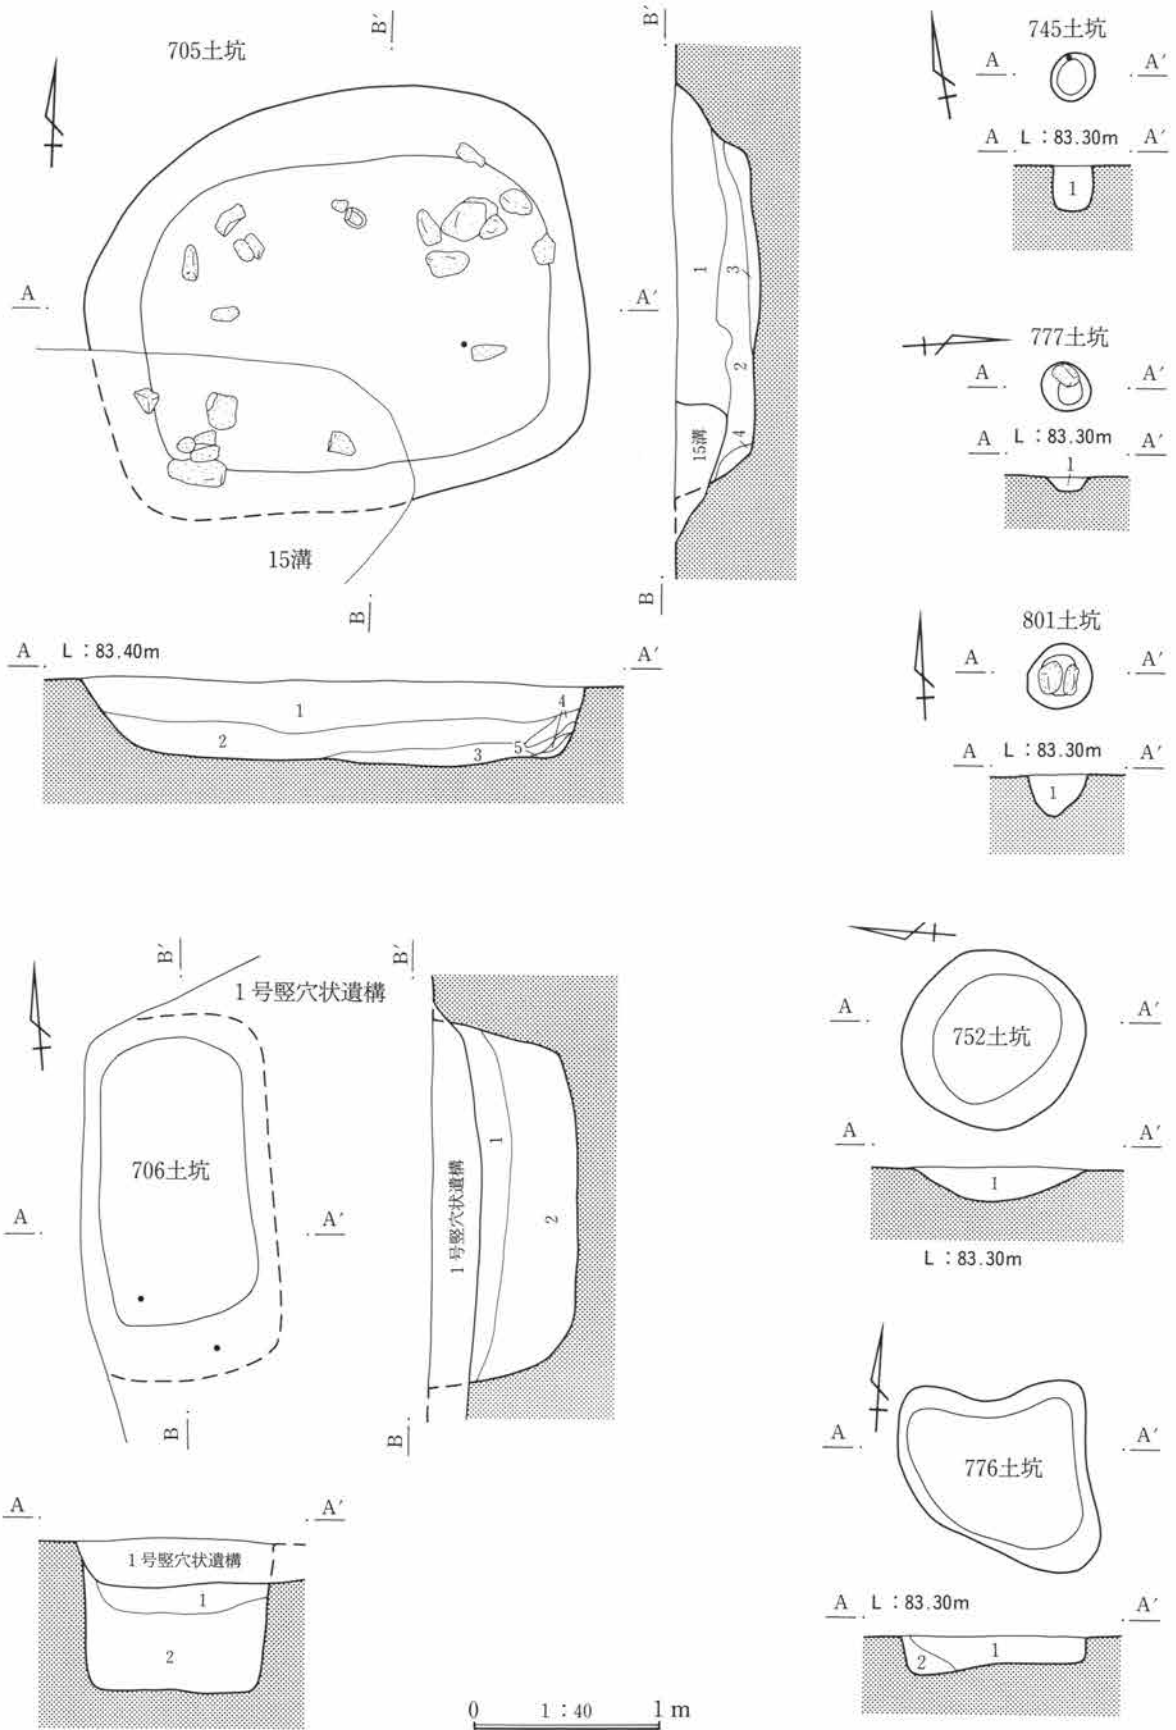 705土坑
B′
A
A′
15溝
B
B′
1
3
2
4
15溝
B
A L：83.40m A′
1
2
3
4
5
745土坑
A A′
A L：83.30m A′
1
777土坑
A A′
A L：83.30m A′
1
801土坑
A A′
A L：83.30m A′
1
B′
1号竪穴状遺構
706土坑
A A′
B
B′
1号竪穴状遺構
1
2
B
A A′
1号竪穴状遺構
1
2
A A′
752土坑
A A′
1
L：83.30m
A A′
776土坑
A L：83.30m A′
1
2
0 1：40 1m